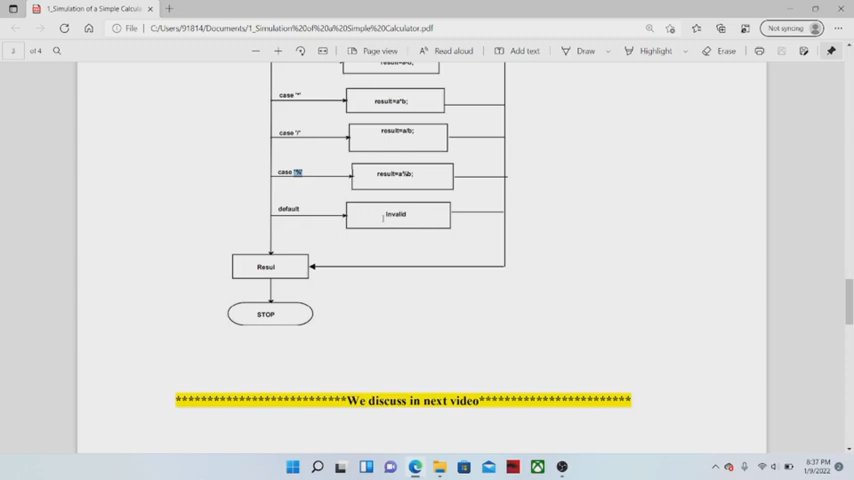 1_Simulation of a Simple Calcula
File
C:/Users/91814/Documents/1_Simulation%20of%20a%20Simple%20Calculator.pdf
Not syncing
3 of 4
Page view
Read aloud
Add text
Draw
Highlight
Erase
result=a-b;
case '*'
result=a*b;
case '/'
result=a/b;
case '%'
result=a%b;
default
Invalid
Resul
STOP
**************************We discuss in next video***********************
8:37 PM
1/9/2022